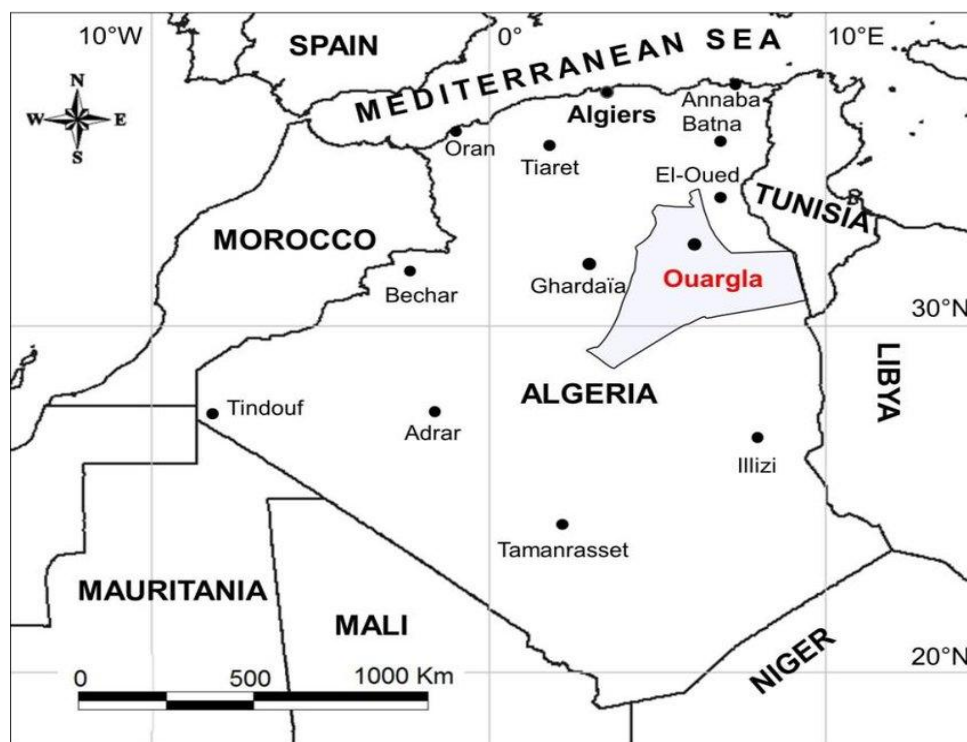 10°W
0°
10°E
SPAIN
MEDITERRANEAN SEA
N
W E
S
Algiers
Annaba
Batna
Oran
Tiaret
El-Oued
TUNISIA
MOROCCO
Bechar
Ghardaïa
Ouargla
30°N
LIBYA
ALGERIA
Tindouf
Adrar
Illizi
Tamanrasset
MAURITANIA
MALI
NIGER
20°N
0 500 1000 Km